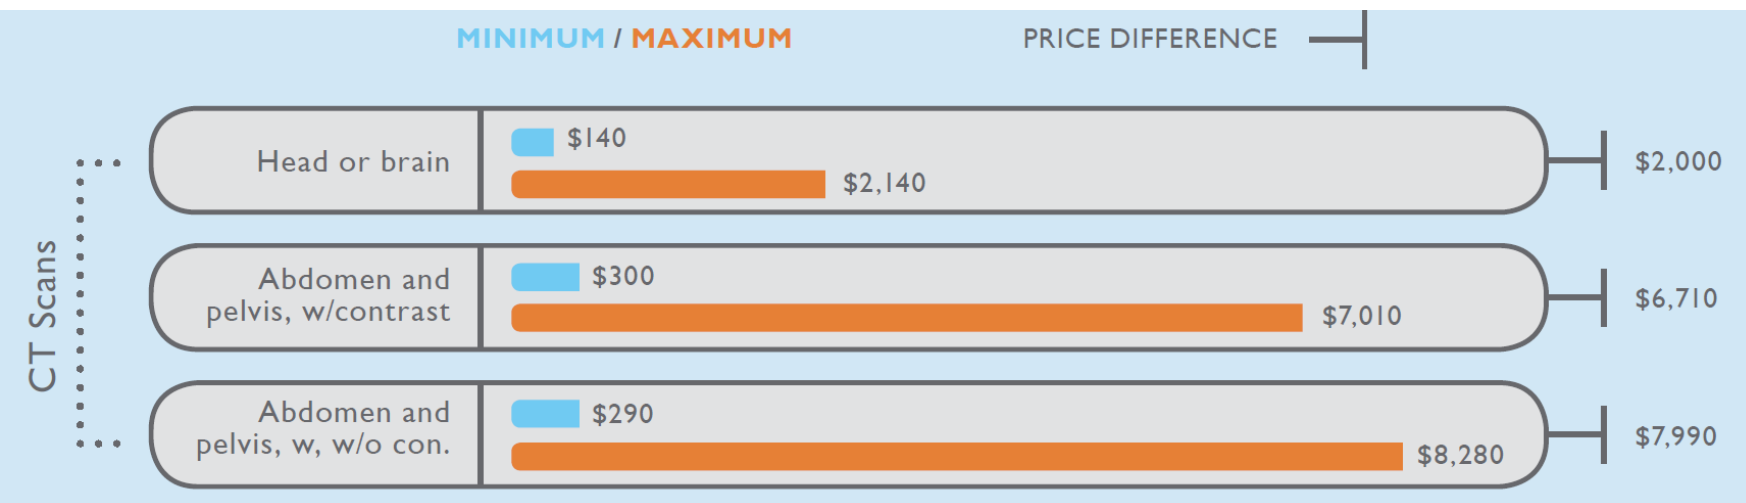 MINIMUM / MAXIMUM
PRICE DIFFERENCE
CT Scans
Head or brain
$140
$2,140
$2,000
Abdomen and
pelvis, w/contrast
$300
$7,010
$6,710
Abdomen and
pelvis, w, w/o con.
$290
$8,280
$7,990